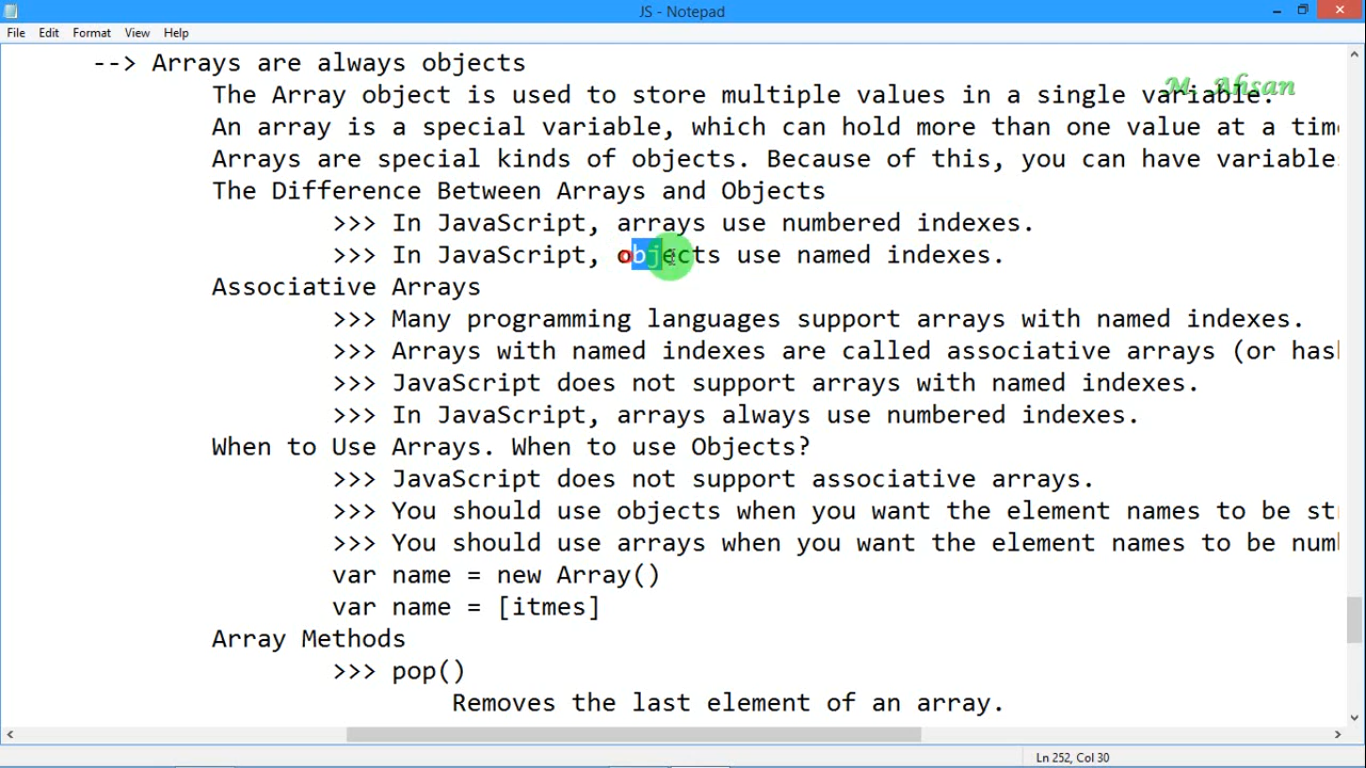 JS - Notepad
File Edit Format View Help
--> Arrays are always objects
M. Ahsan
The Array object is used to store multiple values in a single variable.
An array is a special variable, which can hold more than one value at a tim
Arrays are special kinds of objects. Because of this, you can have variable
The Difference Between Arrays and Objects
>>> In JavaScript, arrays use numbered indexes.
>>> In JavaScript, objects use named indexes.
Associative Arrays
>>> Many programming languages support arrays with named indexes.
>>> Arrays with named indexes are called associative arrays (or has
>>> JavaScript does not support arrays with named indexes.
>>> In JavaScript, arrays always use numbered indexes.
When to Use Arrays. When to use Objects?
>>> JavaScript does not support associative arrays.
>>> You should use objects when you want the element names to be st
>>> You should use arrays when you want the element names to be num
var name = new Array()
var name = [itmes]
Array Methods
>>> pop()
Removes the last element of an array.
Ln 252, Col 30